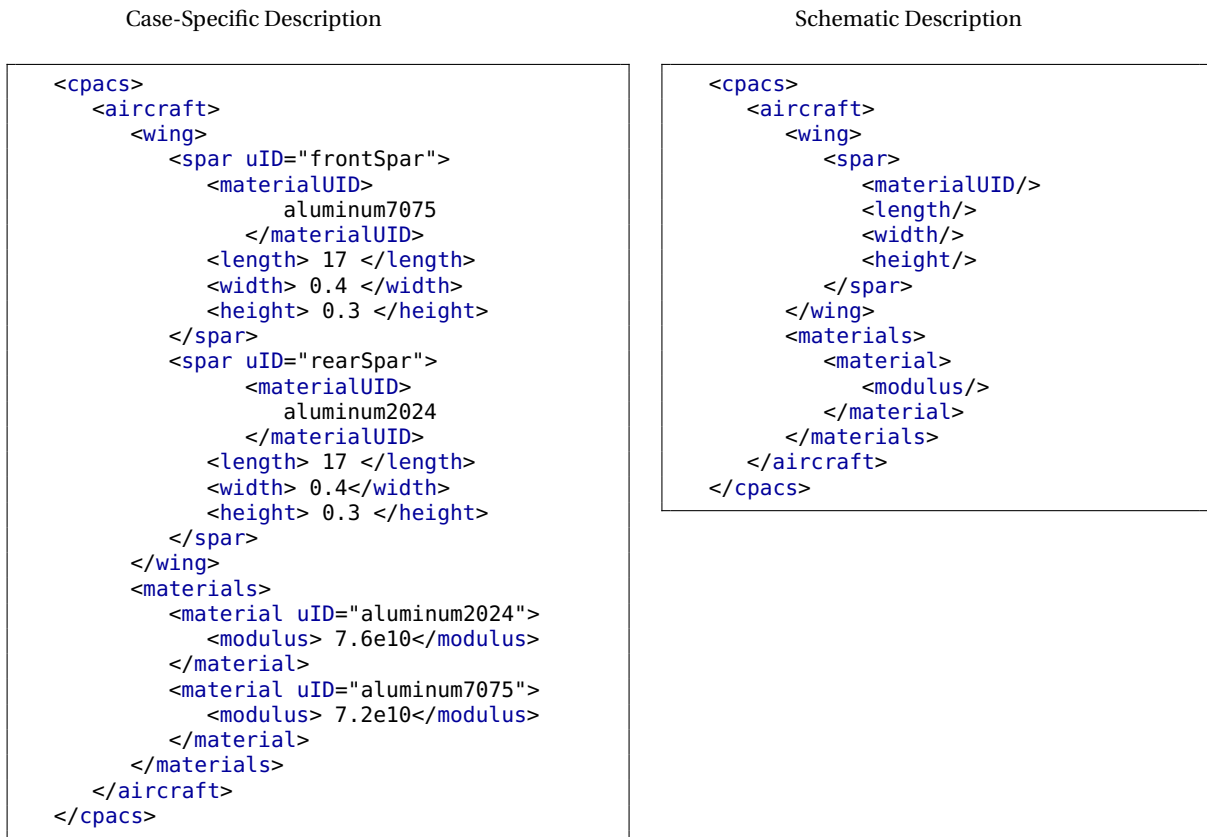 Case-Specific Description
<cpacs>
<aircraft>
<wing>
<spar uID="frontSpar">
<materialUID>
aluminum7075
</materialUID>
<length> 17 </length>
<width> 0.4 </width>
<height> 0.3 </height>
</spar>
<spar uID="rearSpar">
<materialUID>
aluminum2024
</materialUID>
<length> 17 </length>
<width> 0.4</width>
<height> 0.3 </height>
</spar>
</wing>
<materials>
<material uID="aluminum2024">
<modulus> 7.6e10</modulus>
</material>
<material uID="aluminum7075">
<modulus> 7.2e10</modulus>
</material>
</materials>
</aircraft>
</cpacs>
Schematic Description
<cpacs>
<aircraft>
<wing>
<spar>
<materialUID/>
<length/>
<width/>
<height/>
</spar>
</wing>
<materials>
<material>
<modulus/>
</material>
</materials>
</aircraft>
</cpacs>